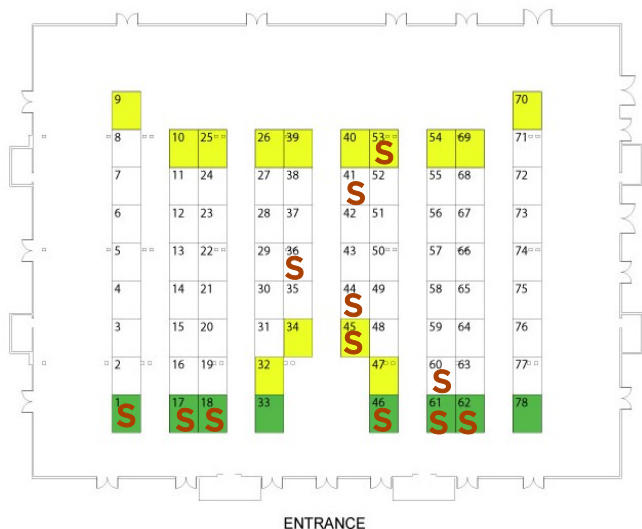 9 70
8 10 25 26 39 40 53 54 69 71
S
7 11 24 27 38 41 52 55 68 72
S
6 12 23 28 37 42 51 56 67 73
5 13 22 29 36 43 50 57 66 74
S
4 14 21 30 35 44 49 58 65 75
S
3 15 20 31 34 45 48 59 64 76
S
2 16 19 32 47 60 63 77
S
1 17 18 33 46 61 62 78
S S S S S S
ENTRANCE